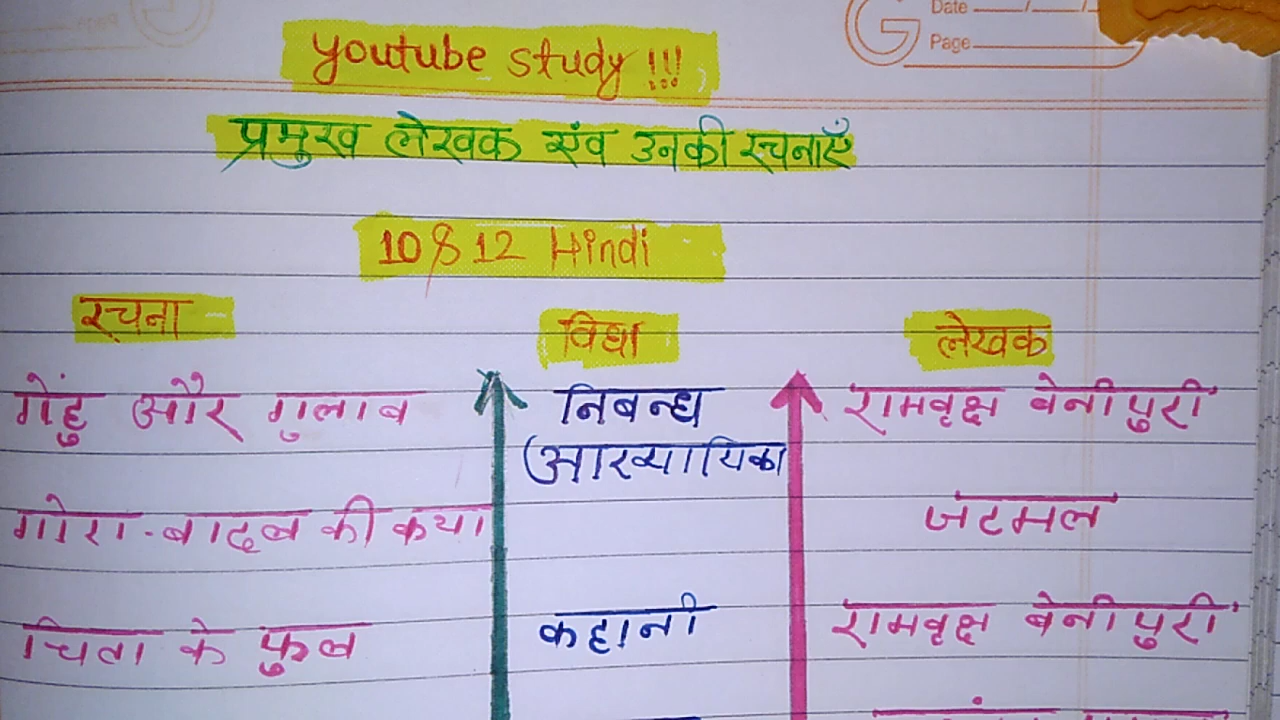 Date
Page
youtube study !!!
प्रमुख लेखक एंव उनकी रचनाएँ
10 & 12 Hindi
रचना विधा लेखक
गेहुं और गुलाब निबन्ध रामवृक्ष बेनीपुरी
आख्यायिका
गोरा-बादल की कथा जटमल
चिता के फुल कहानी रामवृक्ष बेनीपुरी